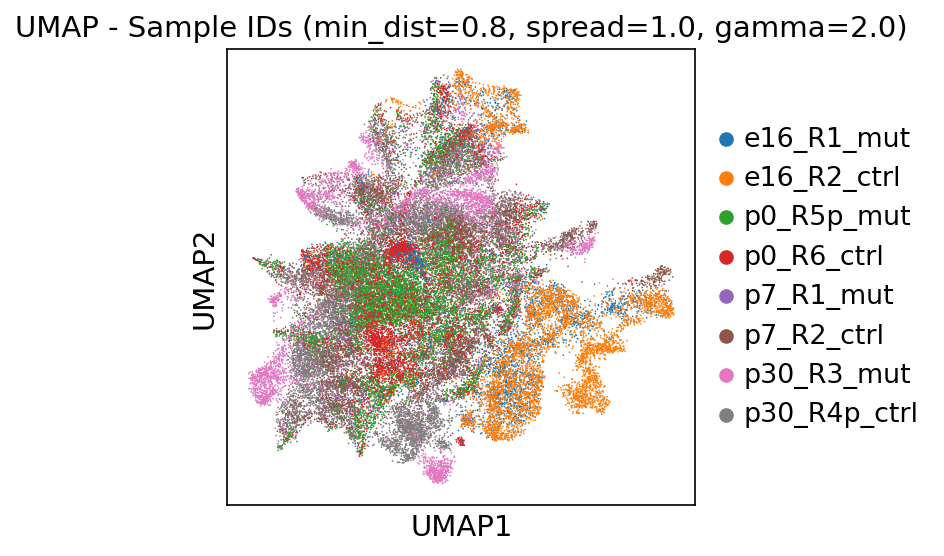 UMAP - Sample IDs (min_dist=0.8, spread=1.0, gamma=2.0)
UMAP2
e16_R1_mut
e16_R2_ctrl
p0_R5p_mut
p0_R6_ctrl
p7_R1_mut
p7_R2_ctrl
p30_R3_mut
p30_R4p_ctrl
UMAP1